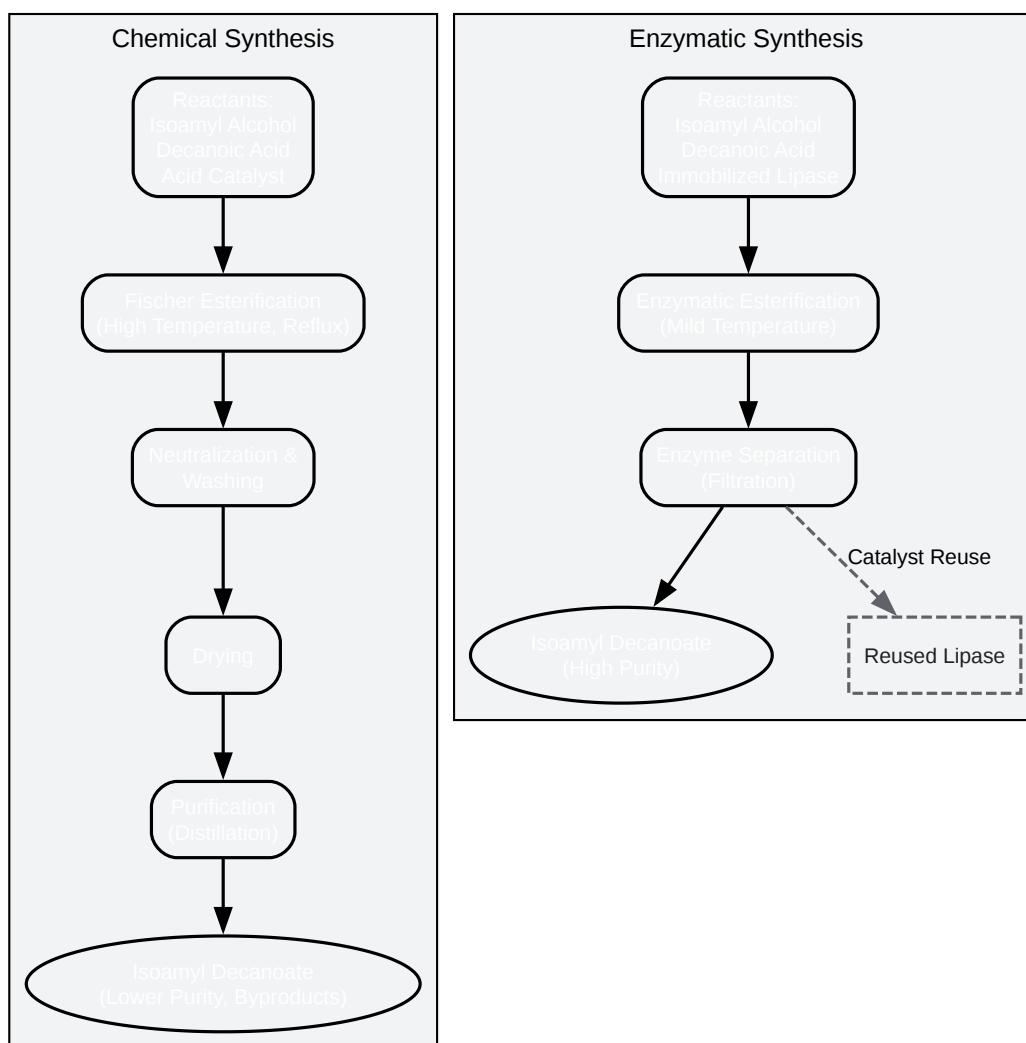 Chemical Synthesis
Reactants:
Isoamyl Alcohol
Decanoic Acid
Acid Catalyst
Fischer Esterification
(High Temperature, Reflux)
Neutralization &
Washing
Drying
Purification
(Distillation)
Isoamyl Decanoate
(Lower Purity, Byproducts)
Enzymatic Synthesis
Reactants:
Isoamyl Alcohol
Decanoic Acid
Immobilized Lipase
Enzymatic Esterification
(Mild Temperature)
Enzyme Separation
(Filtration)
Catalyst Reuse
Isoamyl Decanoate
(High Purity)
Reused Lipase